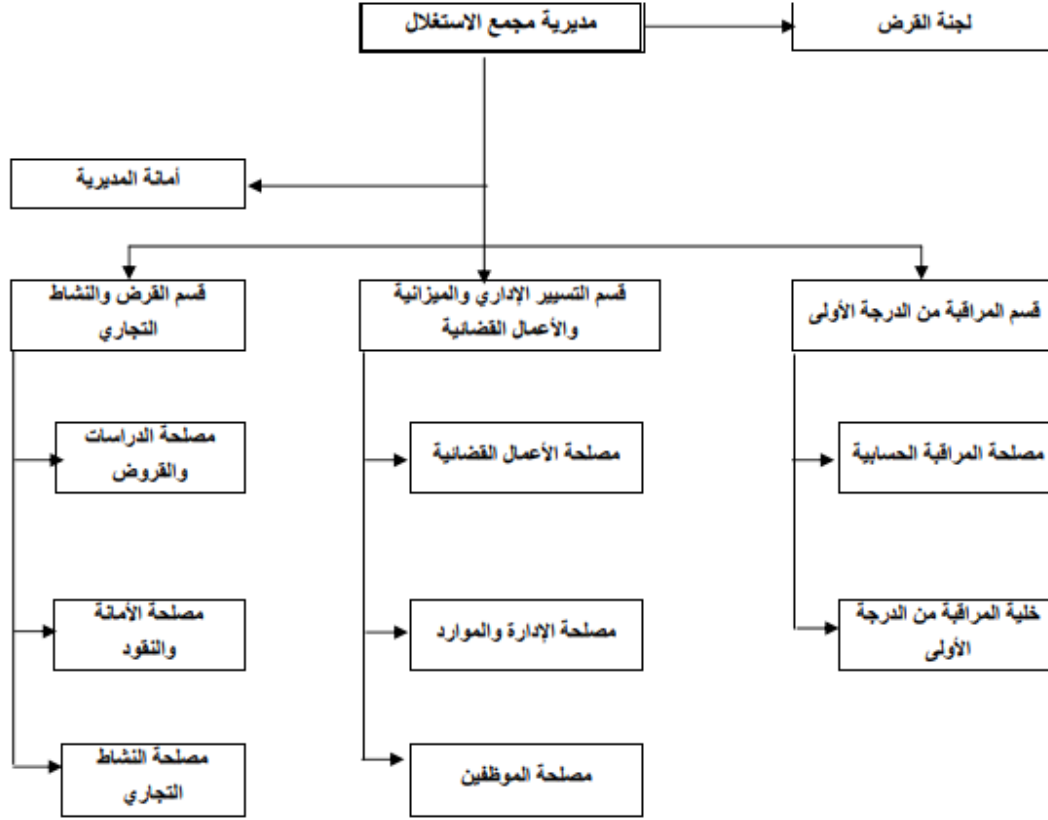 مديرية مجمع الاستغلال
لجنة القرض
أمانة المديرية
قسم المراقبة من الدرجة الأولى
قسم التسيير الإداري والميزانية
والأعمال القضائية
قسم القرض والنشاط
التجاري
مصلحة المراقبة الحسابية
مصلحة الأعمال القضائية
مصلحة الدراسات
والقروض
خلية المراقبة من الدرجة
الأولى
مصلحة الإدارة والموارد
مصلحة الأمانة
والنقود
مصلحة الموظفين
مصلحة النشاط
التجاري